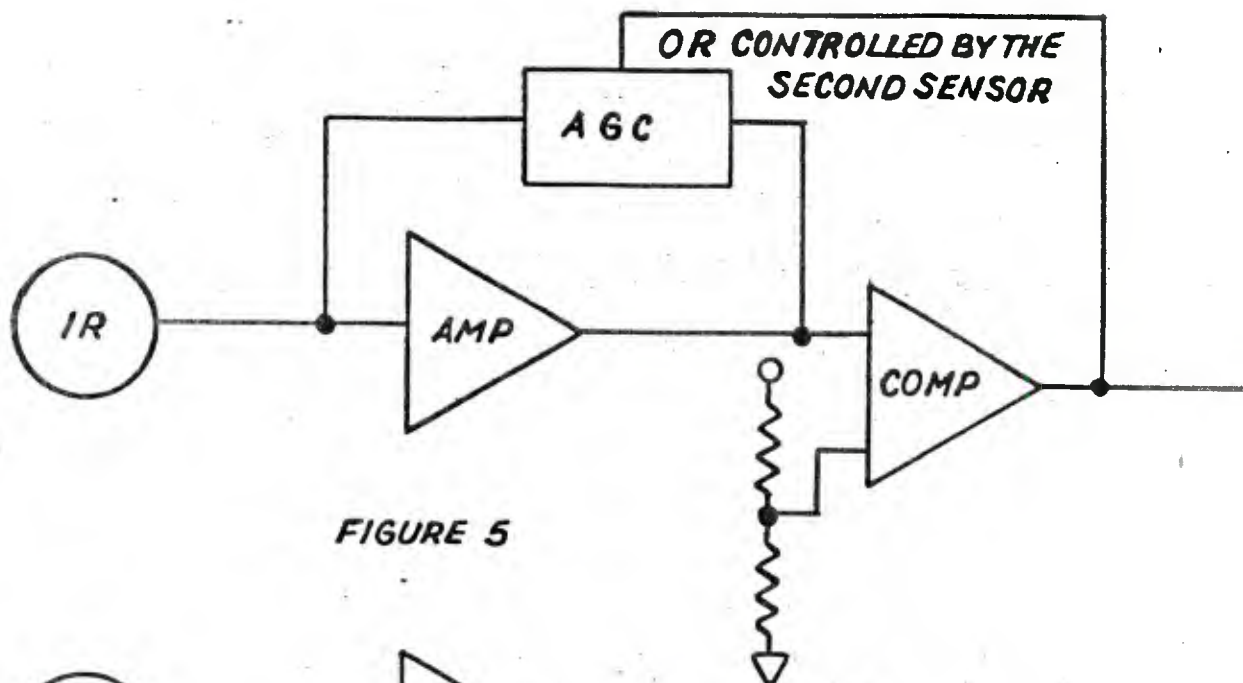 OR CONTROLLED BY THE
SECOND SENSOR
AGC
IR
AMP
COMP
FIGURE 5